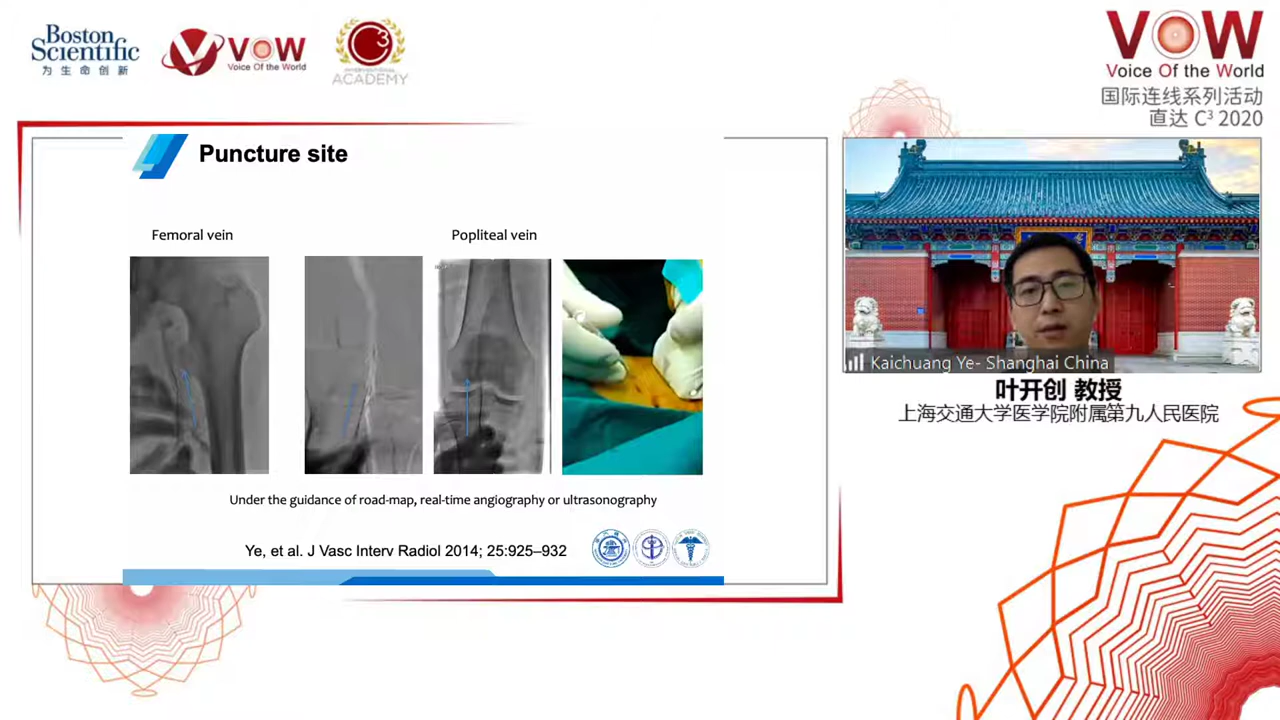 Boston
Scientific
为生命创新
VOW
Voice Of the World
C3
ACADEMY
VOW
Voice Of the World
国际连线系列活动
直达 C³ 2020
Puncture site
Femoral vein
Popliteal vein
Under the guidance of road-map, real-time angiography or ultrasonography
Ye, et al. J Vasc Interv Radiol 2014; 25:925–932
Kaichuang Ye- Shanghai China
叶开创 教授
上海交通大学医学院附属第九人民医院